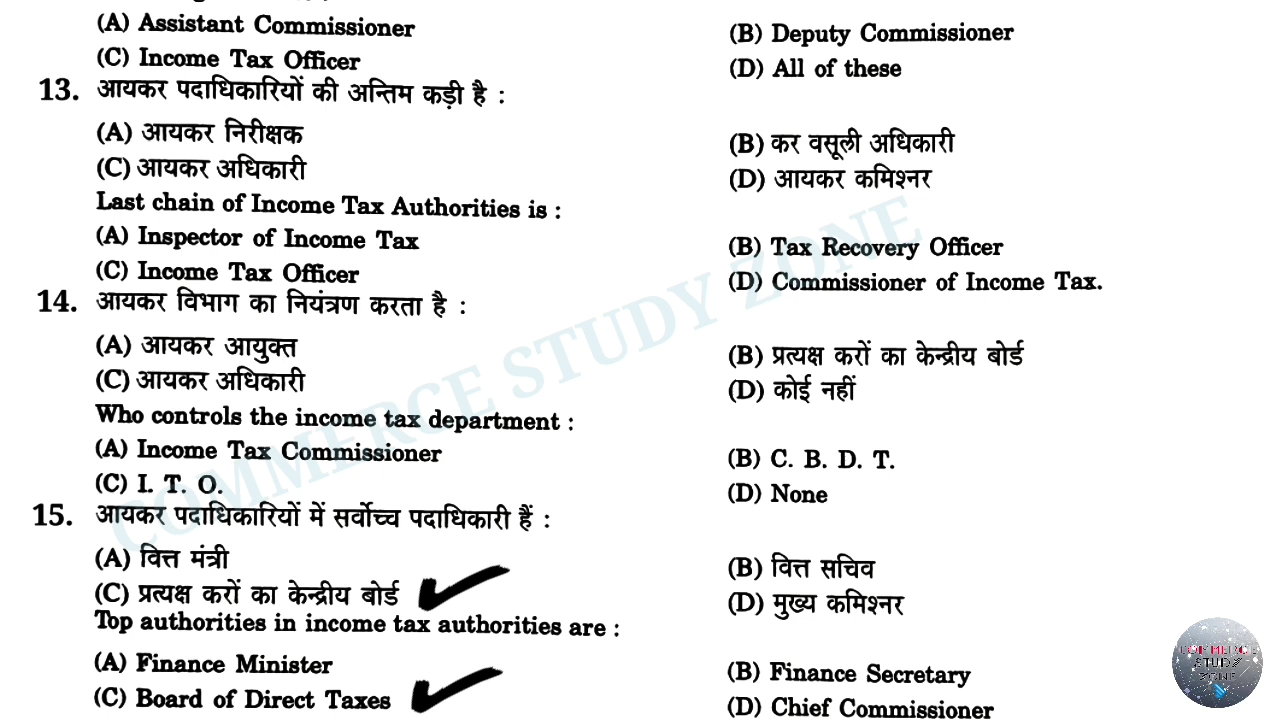 (A) Assistant Commissioner (B) Deputy Commissioner
(C) Income Tax Officer (D) All of these
13. आयकर पदाधिकारियों की अन्तिम कड़ी है :
(A) आयकर निरीक्षक (B) कर वसूली अधिकारी
(C) आयकर अधिकारी (D) आयकर कमिश्नर
Last chain of Income Tax Authorities is :
(A) Inspector of Income Tax (B) Tax Recovery Officer
(C) Income Tax Officer (D) Commissioner of Income Tax.
14. आयकर विभाग का नियंत्रण करता है :
(A) आयकर आयुक्त (B) प्रत्यक्ष करों का केन्द्रीय बोर्ड
(C) आयकर अधिकारी (D) कोई नहीं
Who controls the income tax department :
(A) Income Tax Commissioner (B) C. B. D. T.
(C) I. T. O. (D) None
15. आयकर पदाधिकारियों में सर्वोच्च पदाधिकारी हैं :
(A) वित्त मंत्री (B) वित्त सचिव
(C) प्रत्यक्ष करों का केन्द्रीय बोर्ड (D) मुख्य कमिश्नर
Top authorities in income tax authorities are :
(A) Finance Minister (B) Finance Secretary
(C) Board of Direct Taxes (D) Chief Commissioner
COMMERCE STUDY ZONE
COMMERCE
STUDY
ZONE